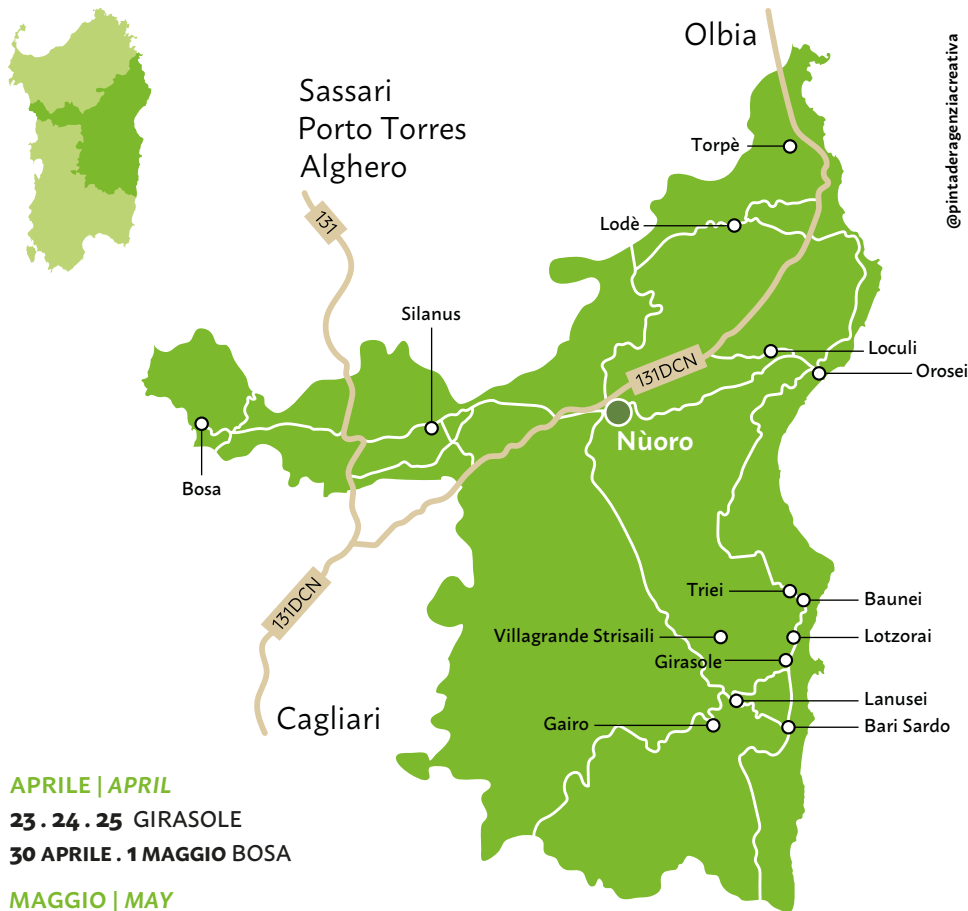 Olbia
@pintaderagenziacreativa
Sassari
Porto Torres
Alghero
Torpè
131
Lodè
Silanus
Loculi
131DCN
Orosei
Nùoro
Bosa
Triei
Baunei
131DCN
Villagrande Strisaili
Lotzorai
Girasole
Lanusei
Cagliari
Gairo
Bari Sardo
APRILE | APRIL
23 . 24 . 25 GIRASOLE
30 APRILE . 1 MAGGIO BOSA
MAGGIO | MAY